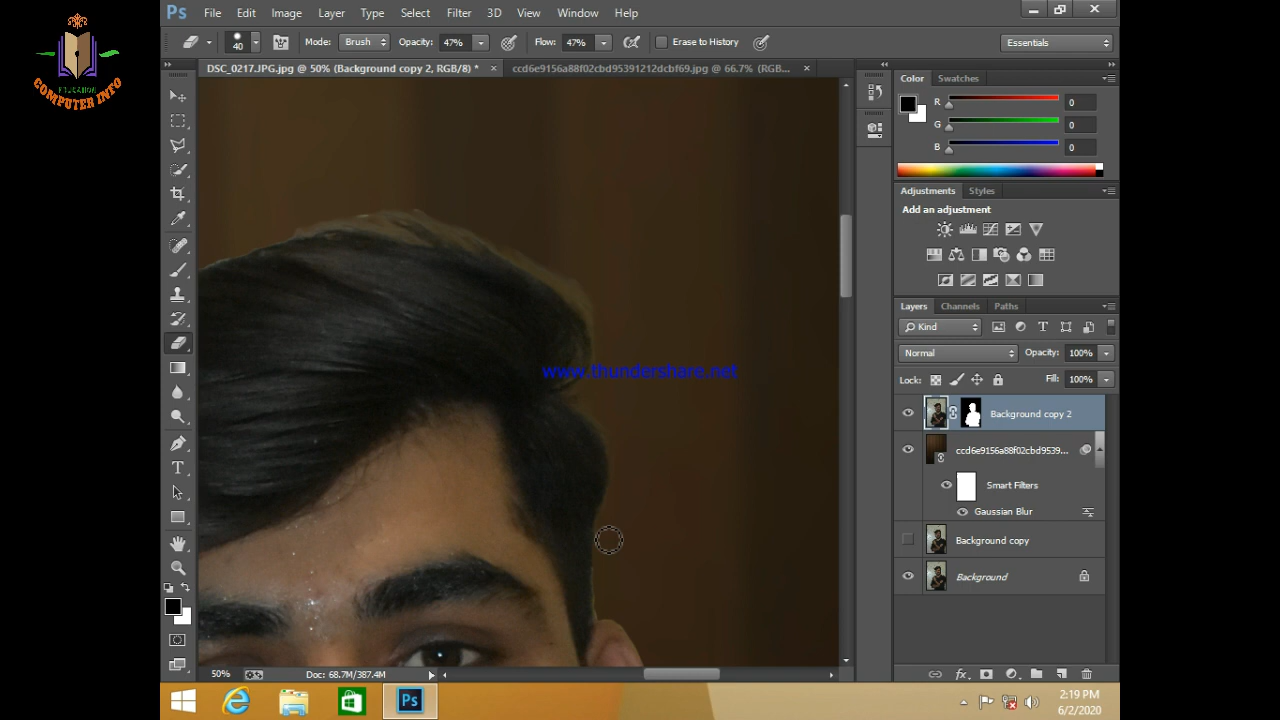 Ps File Edit Image Layer Type Select Filter 3D View Window Help
40 Mode: Brush Opacity: 47% Flow: 47% Erase to History Essentials
EDUCATION
COMPUTER INFO
DSC_0217.JPG.jpg @ 50% (Background copy 2, RGB/8) * × ccd6e9156a88f02cbd95391212dcbf69.jpg @ 66.7% (RGB... ×
Color Swatches
R 0
G 0
B 0
Adjustments Styles
Add an adjustment
Layers Channels Paths
Kind
Normal Opacity: 100%
Lock: Fill: 100%
Background copy 2
ccd6e9156a88f02cbd9539...
Smart Filters
Gaussian Blur
Background copy
Background
www.thundershare.net
50% Doc: 68.7M/387.4M
Ps
2:19 PM
6/2/2020